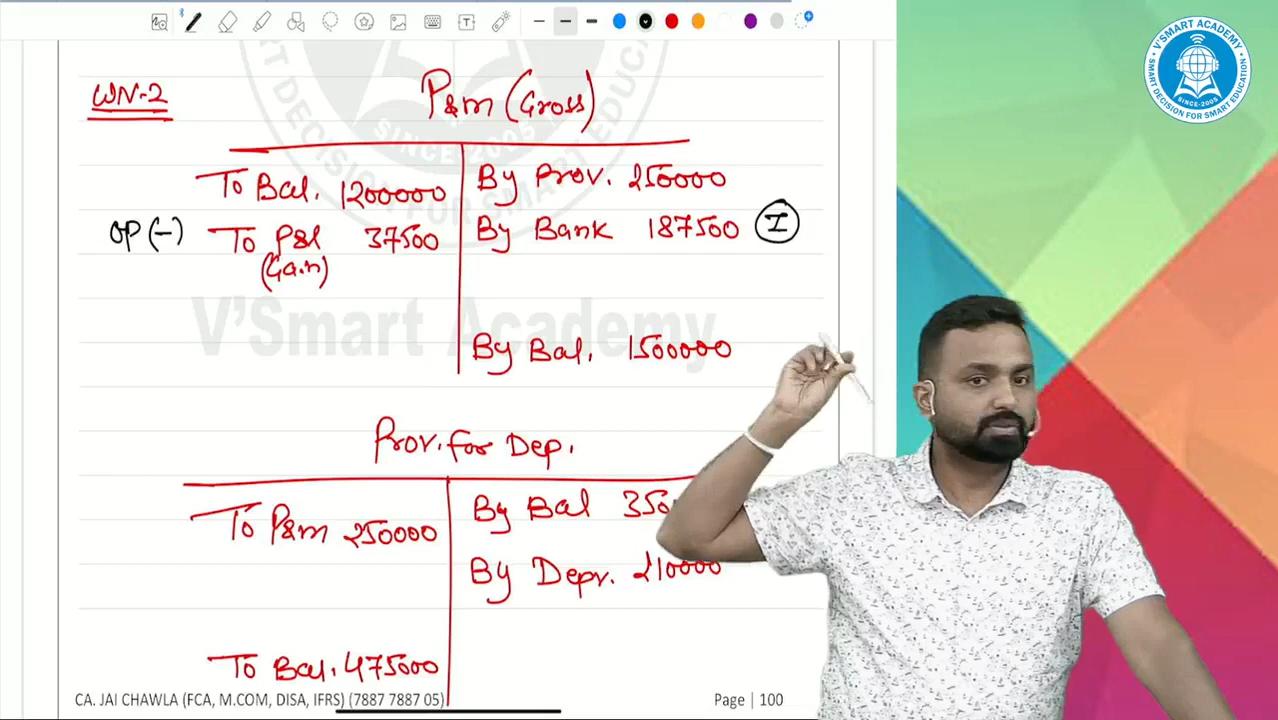 V'SMART ACADEMY
SMART DECISION FOR SMART EDUCATION
SINCE-2005
WN-2
P&M (Gross)
To Bal. 1200000
By Prov. 250000
OP (-)
To P&L 37500
(Gain)
By Bank 187500
I
V'Smart Academy
By Bal. 1500000
Prov. for Dep.
To P&M 250000
By Bal
By Depr. 210000
To Bal. 475000
CA. JAI CHAWLA (FCA, M.COM, DISA, IFRS) (7887 7887 05)
Page | 100